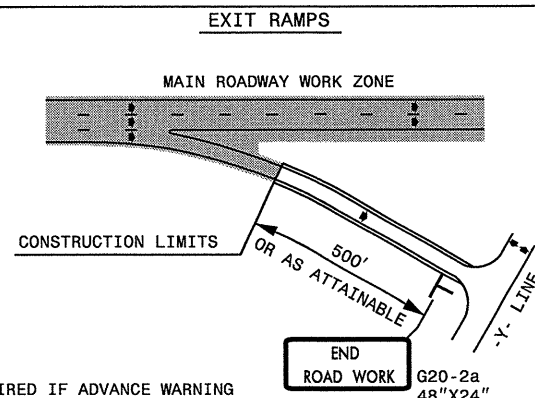 EXIT RAMPS
MAIN ROADWAY WORK ZONE
CONSTRUCTION LIMITS
500'
OR AS ATTAINABLE
-Y- LINE
END
ROAD WORK
G20-2a
48"X24"
IRED IF ADVANCE WARNING